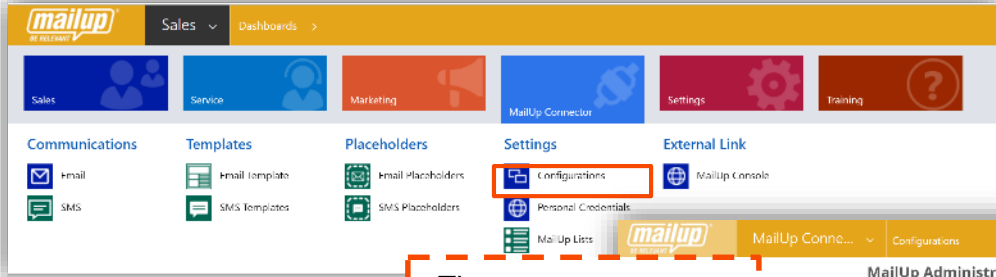 mailup
BE RELEVANT
Sales
Dashboards
Sales
Service
Marketing
MailUp Connector
Settings
Training
Communications
Templates
Placeholders
Settings
External Link
Email
Email Template
Email Placeholders
Configurations
MailUp Console
SMS
SMS Templates
SMS Placeholders
Personal Credentials
MailUp Lists
mailup
MailUp Conne...
Configurations
MailUp Administr